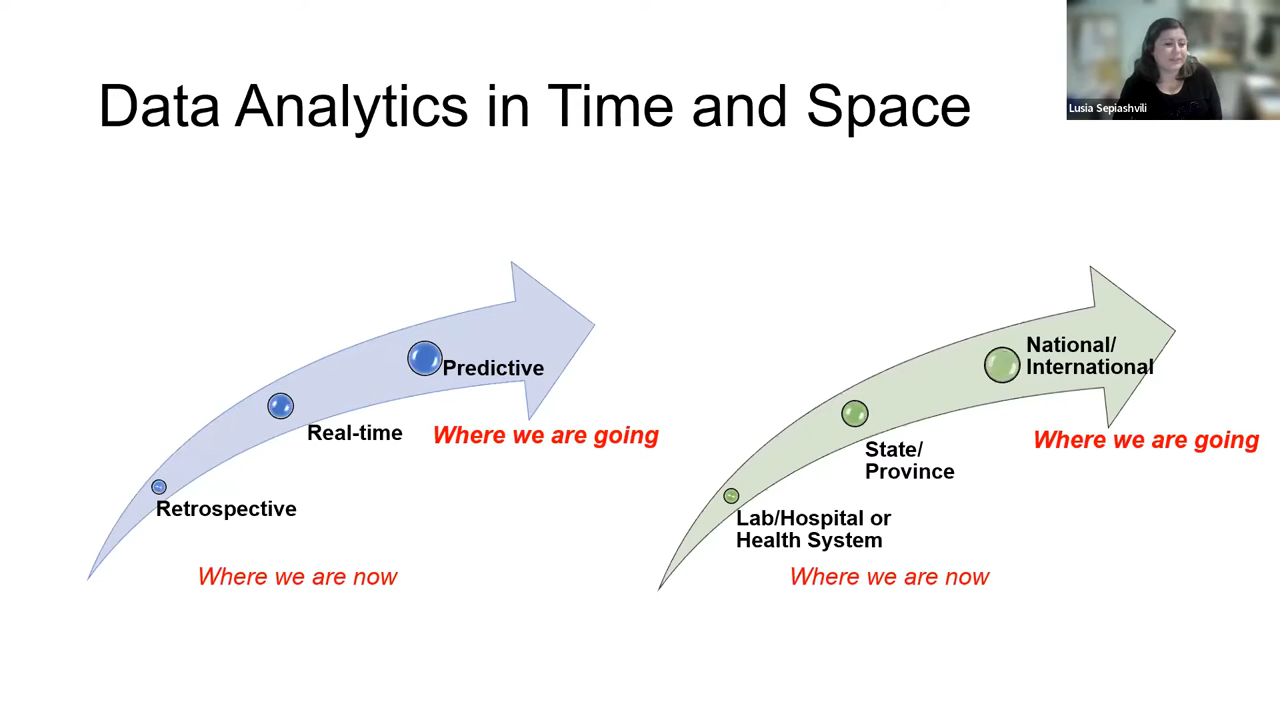 Data Analytics in Time and Space
Lusia Sepiashvili
Predictive
Real-time
Where we are going
Retrospective
Where we are now
National/
International
Where we are going
State/
Province
Lab/Hospital or
Health System
Where we are now